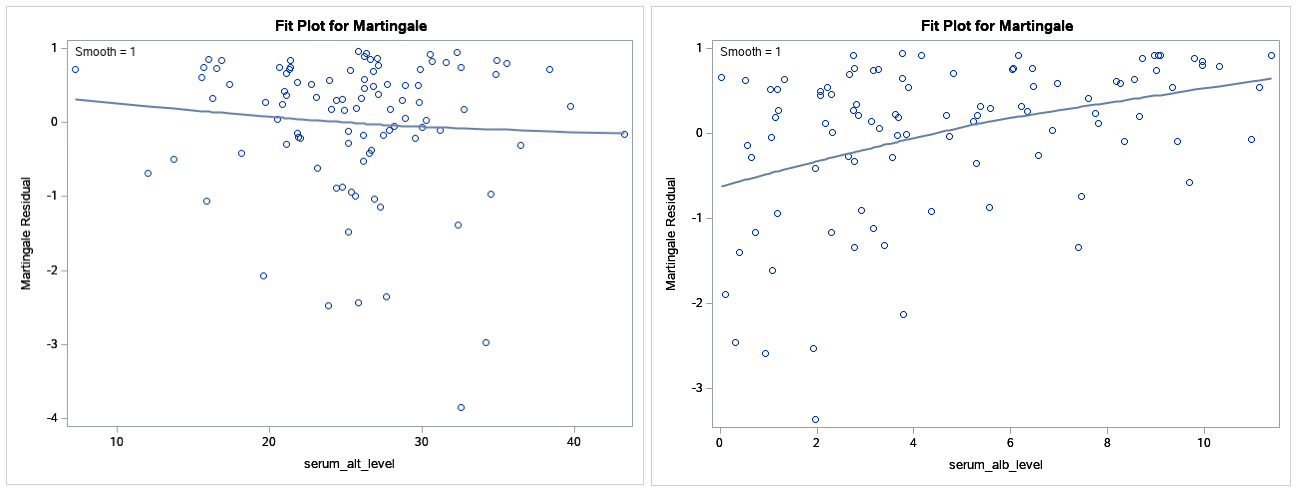 Fit Plot for Martingale
Smooth = 1
Martingale Residual
1
0
-1
-2
-3
-4
10 20 30 40
serum_alt_level
Fit Plot for Martingale
Smooth = 1
Martingale Residual
1
0
-1
-2
-3
0 2 4 6 8 10
serum_alb_level